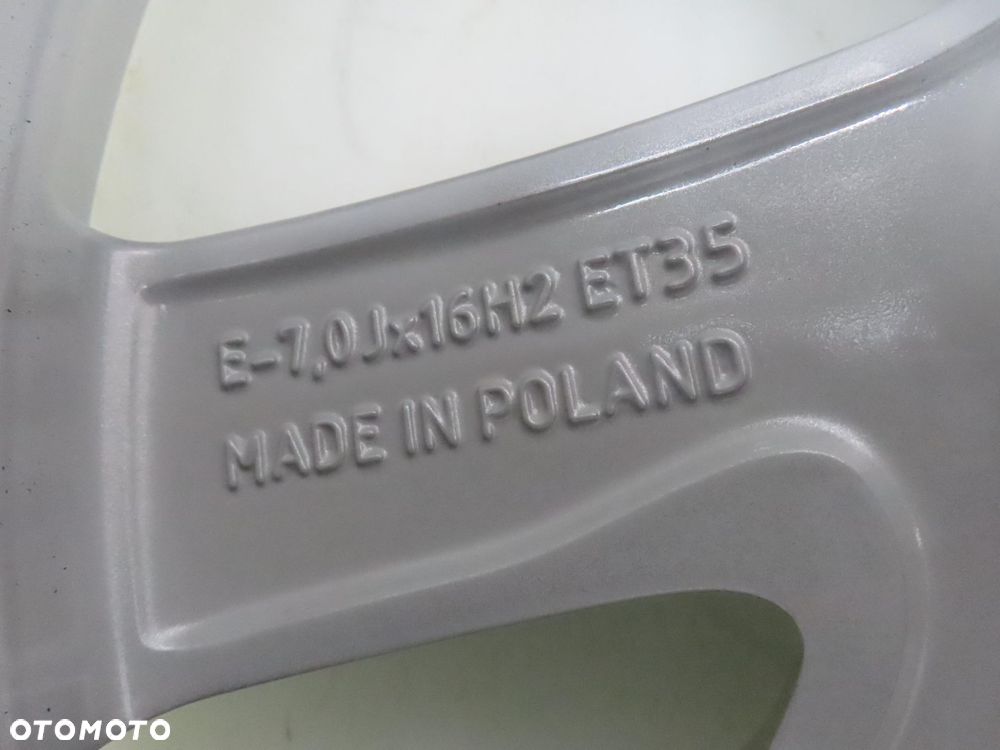 E-7,0Jx16H2 ET35
MADE IN POLAND
OTOMOTO